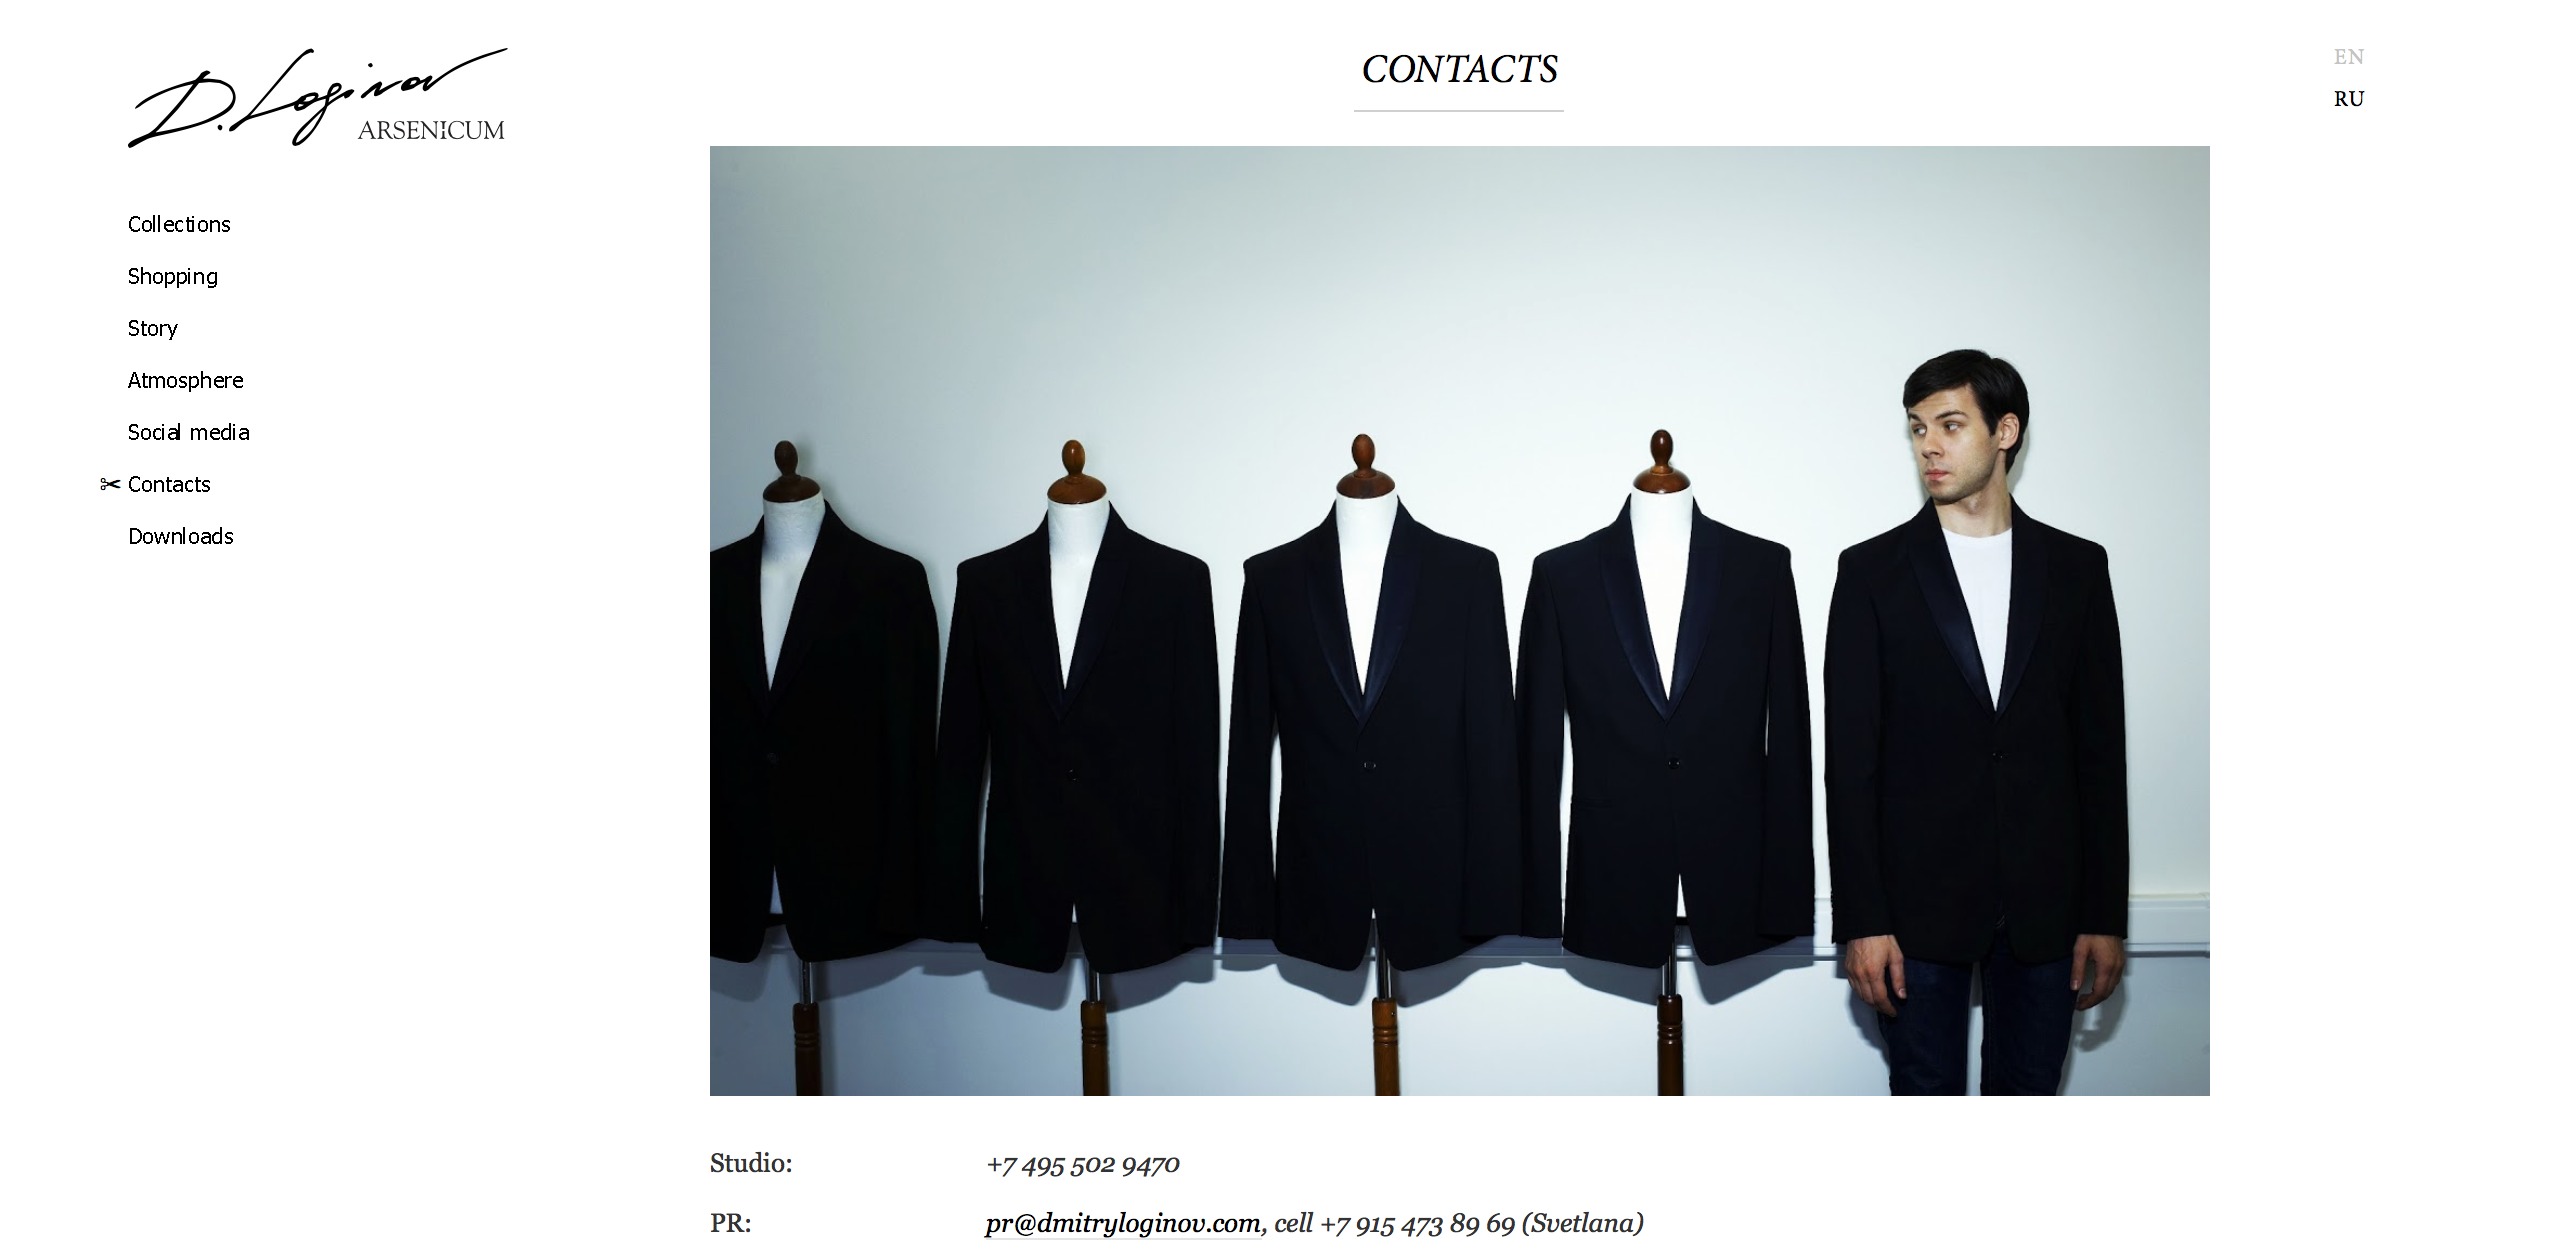 D. Loginov
ARSENICUM
CONTACTS
EN
RU
Collections
Shopping
Story
Atmosphere
Social media
Contacts
Downloads
Studio: +7 495 502 9470
PR: pr@dmitryloginov.com, cell +7 915 473 89 69 (Svetlana)